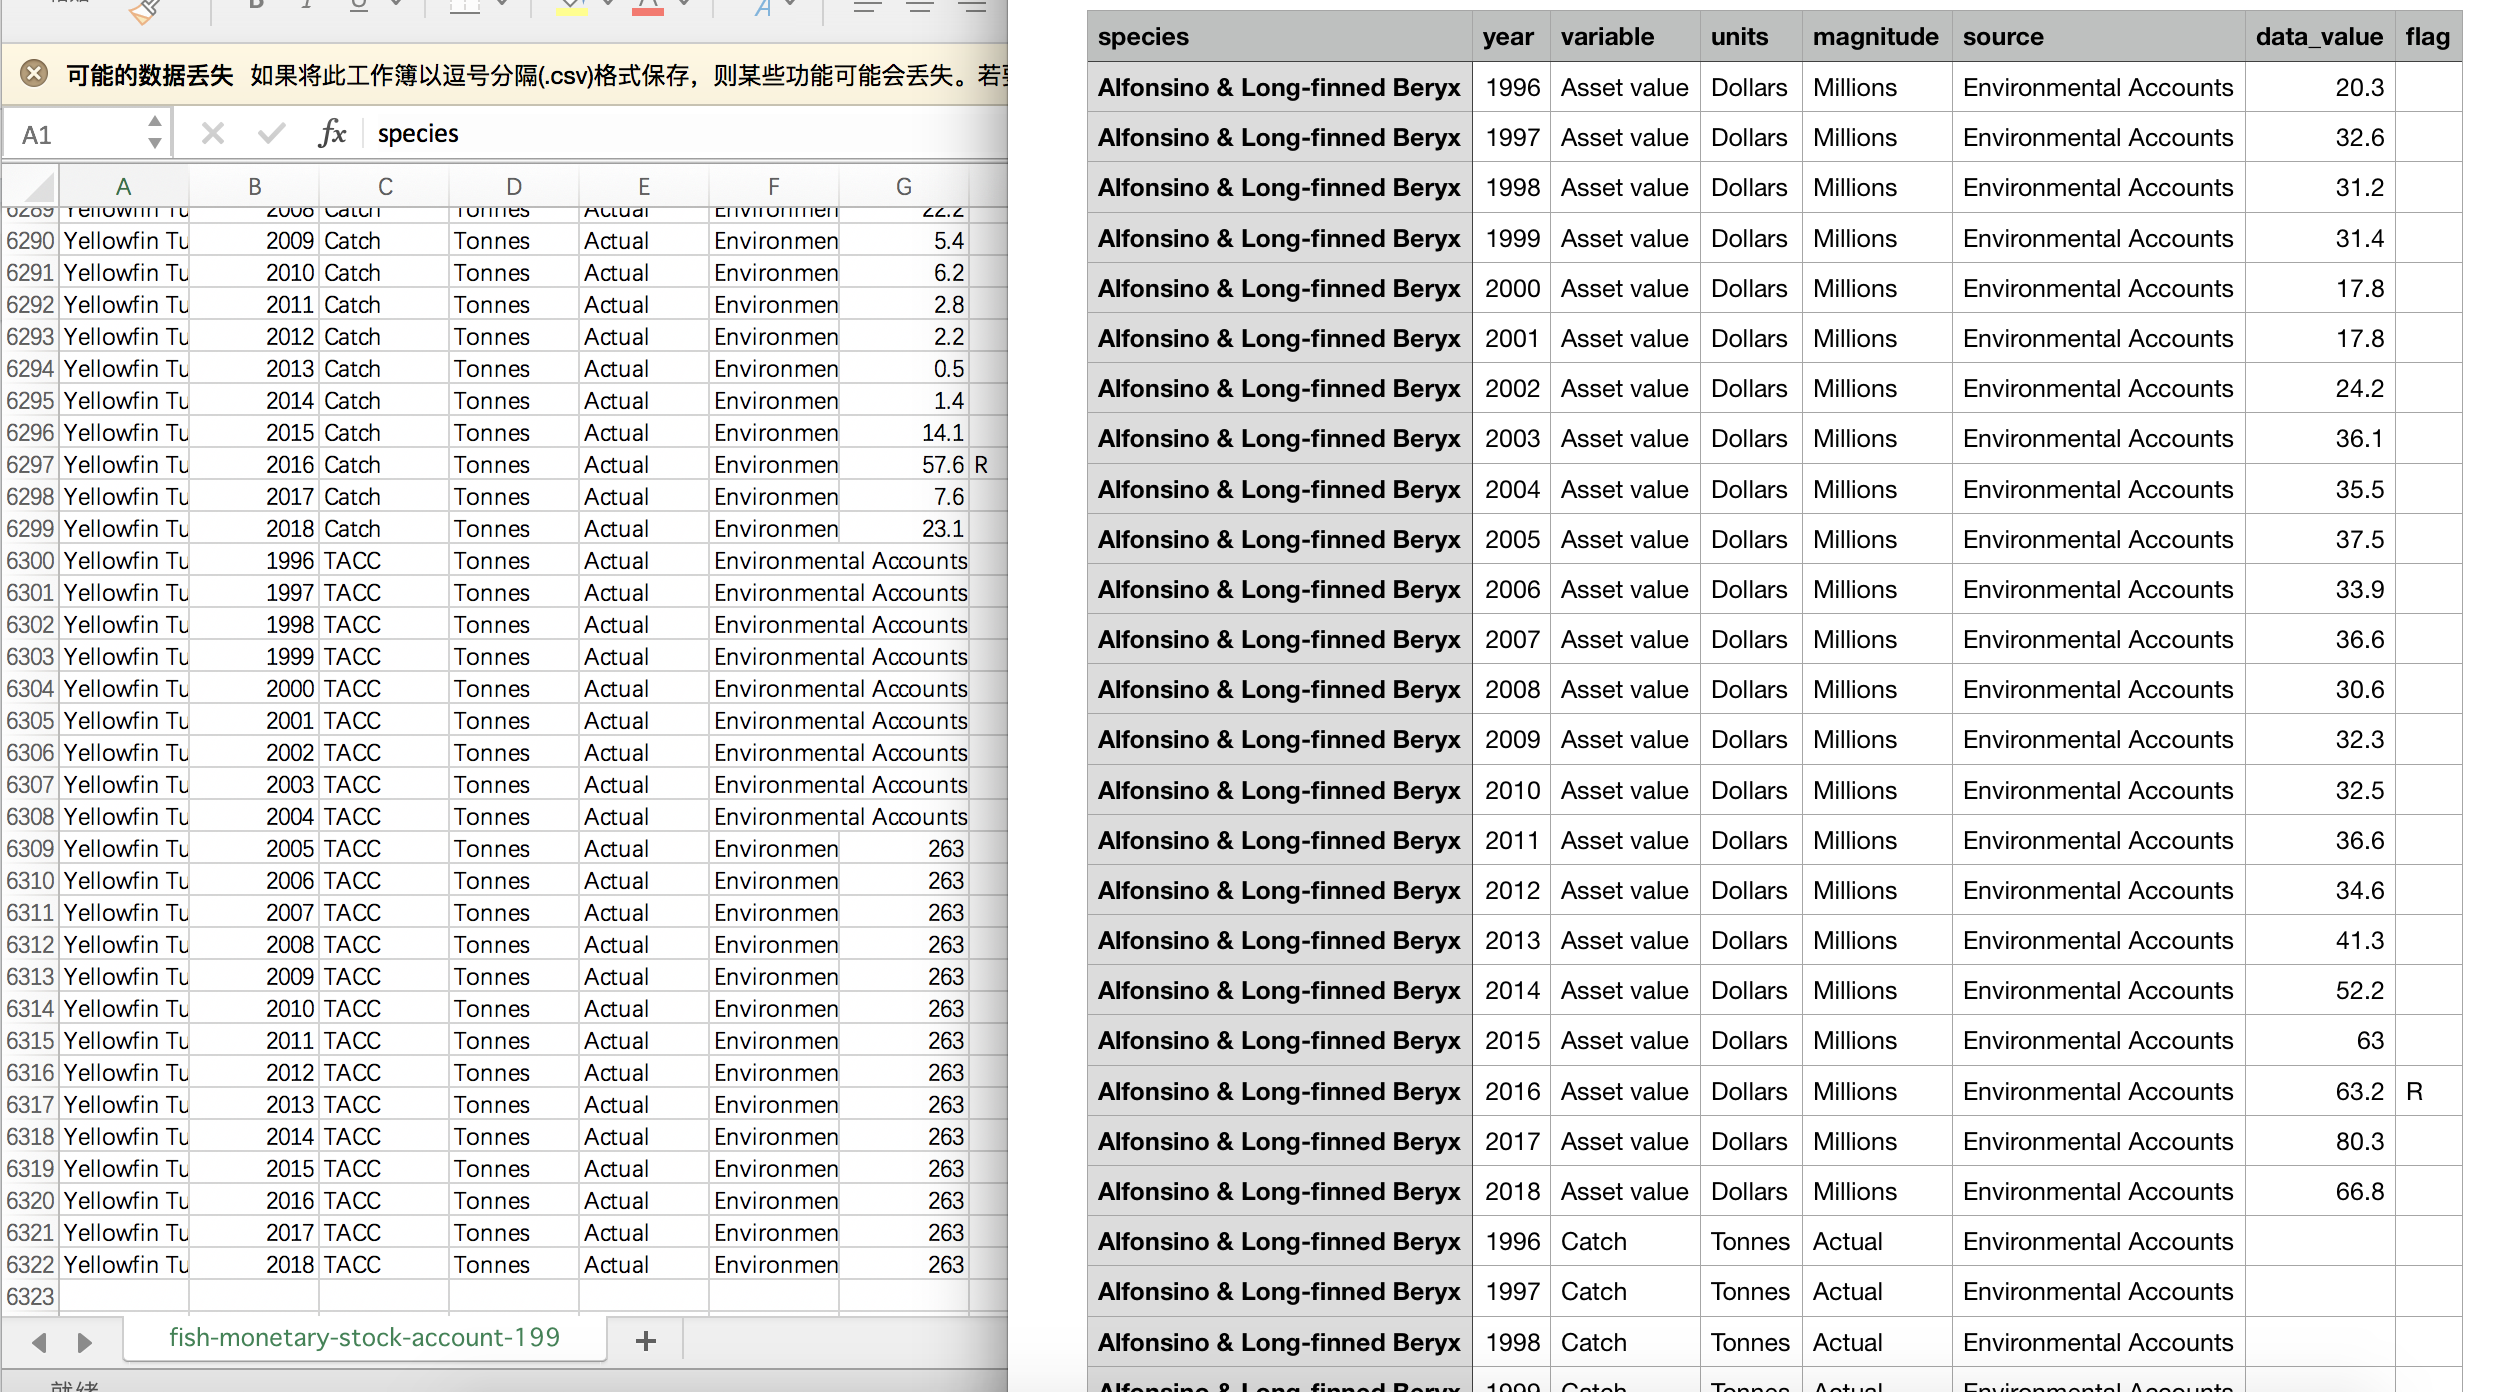 可能的数据丢失 如果将此工作簿以逗号分隔(.csv)格式保存，则某些功能可能会丢失。若
A1 fx species
A B C D E F G
6289 Yellowfin Tu 2008 Catch Tonnes Actual Environmen 22.2
6290 Yellowfin Tu 2009 Catch Tonnes Actual Environmen 5.4
6291 Yellowfin Tu 2010 Catch Tonnes Actual Environmen 6.2
6292 Yellowfin Tu 2011 Catch Tonnes Actual Environmen 2.8
6293 Yellowfin Tu 2012 Catch Tonnes Actual Environmen 2.2
6294 Yellowfin Tu 2013 Catch Tonnes Actual Environmen 0.5
6295 Yellowfin Tu 2014 Catch Tonnes Actual Environmen 1.4
6296 Yellowfin Tu 2015 Catch Tonnes Actual Environmen 14.1
6297 Yellowfin Tu 2016 Catch Tonnes Actual Environmen 57.6 R
6298 Yellowfin Tu 2017 Catch Tonnes Actual Environmen 7.6
6299 Yellowfin Tu 2018 Catch Tonnes Actual Environmen 23.1
6300 Yellowfin Tu 1996 TACC Tonnes Actual Environmental Accounts
6301 Yellowfin Tu 1997 TACC Tonnes Actual Environmental Accounts
6302 Yellowfin Tu 1998 TACC Tonnes Actual Environmental Accounts
6303 Yellowfin Tu 1999 TACC Tonnes Actual Environmental Accounts
6304 Yellowfin Tu 2000 TACC Tonnes Actual Environmental Accounts
6305 Yellowfin Tu 2001 TACC Tonnes Actual Environmental Accounts
6306 Yellowfin Tu 2002 TACC Tonnes Actual Environmental Accounts
6307 Yellowfin Tu 2003 TACC Tonnes Actual Environmental Accounts
6308 Yellowfin Tu 2004 TACC Tonnes Actual Environmental Accounts
6309 Yellowfin Tu 2005 TACC Tonnes Actual Environmen 263
6310 Yellowfin Tu 2006 TACC Tonnes Actual Environmen 263
6311 Yellowfin Tu 2007 TACC Tonnes Actual Environmen 263
6312 Yellowfin Tu 2008 TACC Tonnes Actual Environmen 263
6313 Yellowfin Tu 2009 TACC Tonnes Actual Environmen 263
6314 Yellowfin Tu 2010 TACC Tonnes Actual Environmen 263
6315 Yellowfin Tu 2011 TACC Tonnes Actual Environmen 263
6316 Yellowfin Tu 2012 TACC Tonnes Actual Environmen 263
6317 Yellowfin Tu 2013 TACC Tonnes Actual Environmen 263
6318 Yellowfin Tu 2014 TACC Tonnes Actual Environmen 263
6319 Yellowfin Tu 2015 TACC Tonnes Actual Environmen 263
6320 Yellowfin Tu 2016 TACC Tonnes Actual Environmen 263
6321 Yellowfin Tu 2017 TACC Tonnes Actual Environmen 263
6322 Yellowfin Tu 2018 TACC Tonnes Actual Environmen 263
6323
fish-monetary-stock-account-199 +
就绪
species year variable units magnitude source data_value flag
Alfonsino & Long-finned Beryx 1996 Asset value Dollars Millions Environmental Accounts 20.3
Alfonsino & Long-finned Beryx 1997 Asset value Dollars Millions Environmental Accounts 32.6
Alfonsino & Long-finned Beryx 1998 Asset value Dollars Millions Environmental Accounts 31.2
Alfonsino & Long-finned Beryx 1999 Asset value Dollars Millions Environmental Accounts 31.4
Alfonsino & Long-finned Beryx 2000 Asset value Dollars Millions Environmental Accounts 17.8
Alfonsino & Long-finned Beryx 2001 Asset value Dollars Millions Environmental Accounts 17.8
Alfonsino & Long-finned Beryx 2002 Asset value Dollars Millions Environmental Accounts 24.2
Alfonsino & Long-finned Beryx 2003 Asset value Dollars Millions Environmental Accounts 36.1
Alfonsino & Long-finned Beryx 2004 Asset value Dollars Millions Environmental Accounts 35.5
Alfonsino & Long-finned Beryx 2005 Asset value Dollars Millions Environmental Accounts 37.5
Alfonsino & Long-finned Beryx 2006 Asset value Dollars Millions Environmental Accounts 33.9
Alfonsino & Long-finned Beryx 2007 Asset value Dollars Millions Environmental Accounts 36.6
Alfonsino & Long-finned Beryx 2008 Asset value Dollars Millions Environmental Accounts 30.6
Alfonsino & Long-finned Beryx 2009 Asset value Dollars Millions Environmental Accounts 32.3
Alfonsino & Long-finned Beryx 2010 Asset value Dollars Millions Environmental Accounts 32.5
Alfonsino & Long-finned Beryx 2011 Asset value Dollars Millions Environmental Accounts 36.6
Alfonsino & Long-finned Beryx 2012 Asset value Dollars Millions Environmental Accounts 34.6
Alfonsino & Long-finned Beryx 2013 Asset value Dollars Millions Environmental Accounts 41.3
Alfonsino & Long-finned Beryx 2014 Asset value Dollars Millions Environmental Accounts 52.2
Alfonsino & Long-finned Beryx 2015 Asset value Dollars Millions Environmental Accounts 63
Alfonsino & Long-finned Beryx 2016 Asset value Dollars Millions Environmental Accounts 63.2 R
Alfonsino & Long-finned Beryx 2017 Asset value Dollars Millions Environmental Accounts 80.3
Alfonsino & Long-finned Beryx 2018 Asset value Dollars Millions Environmental Accounts 66.8
Alfonsino & Long-finned Beryx 1996 Catch Tonnes Actual Environmental Accounts
Alfonsino & Long-finned Beryx 1997 Catch Tonnes Actual Environmental Accounts
Alfonsino & Long-finned Beryx 1998 Catch Tonnes Actual Environmental Accounts
Alfonsino & Long-finned Beryx 1999 Catch Tonnes Actual Environmental Accounts